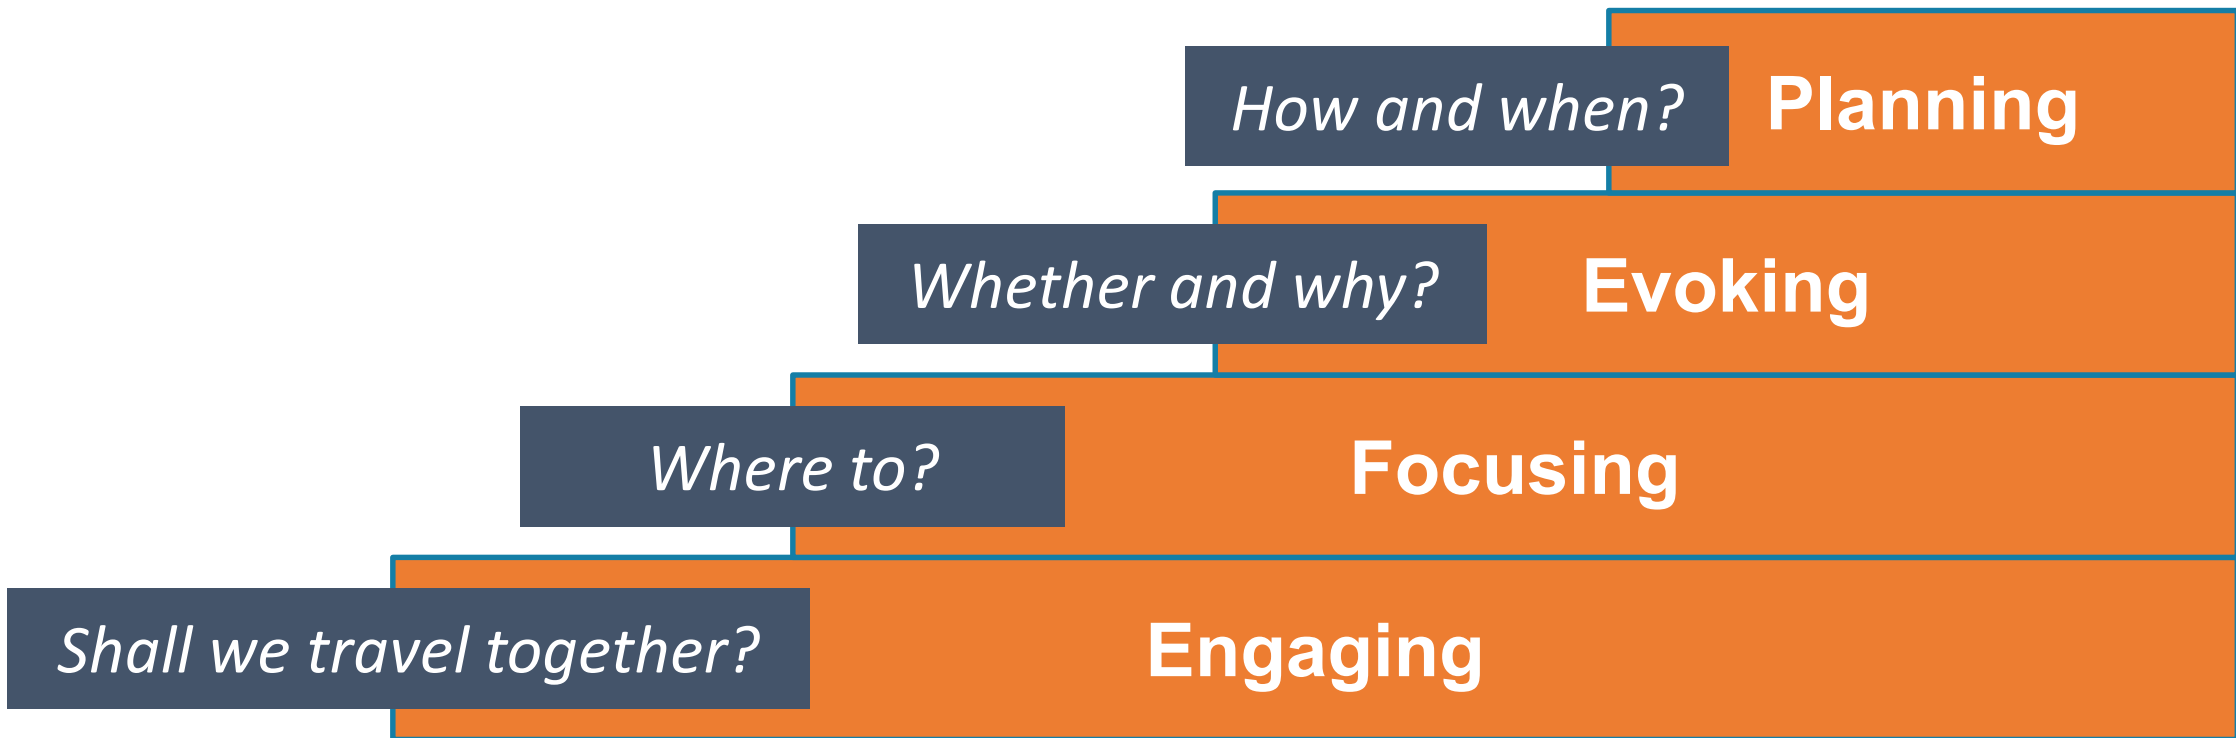 How and when?
Planning
Whether and why?
Evoking
Where to?
Focusing
Shall we travel together?
Engaging